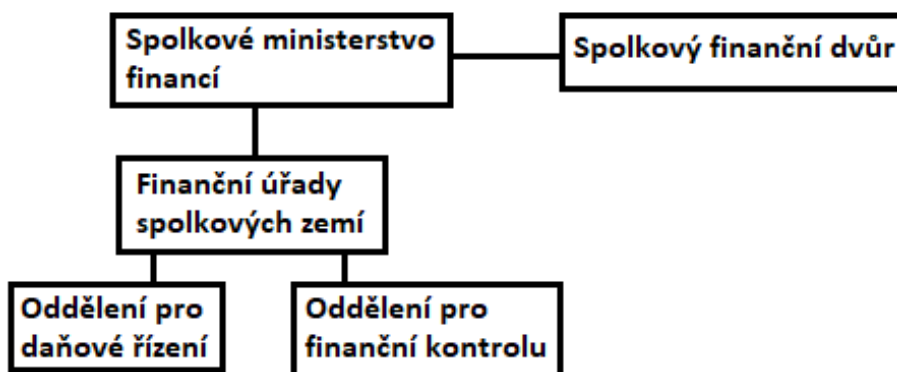 Spolkové ministerstvo
financí
Spolkový finanční dvůr
Finanční úřady
spolkových zemí
Oddělení pro
daňové řízení
Oddělení pro
finanční kontrolu